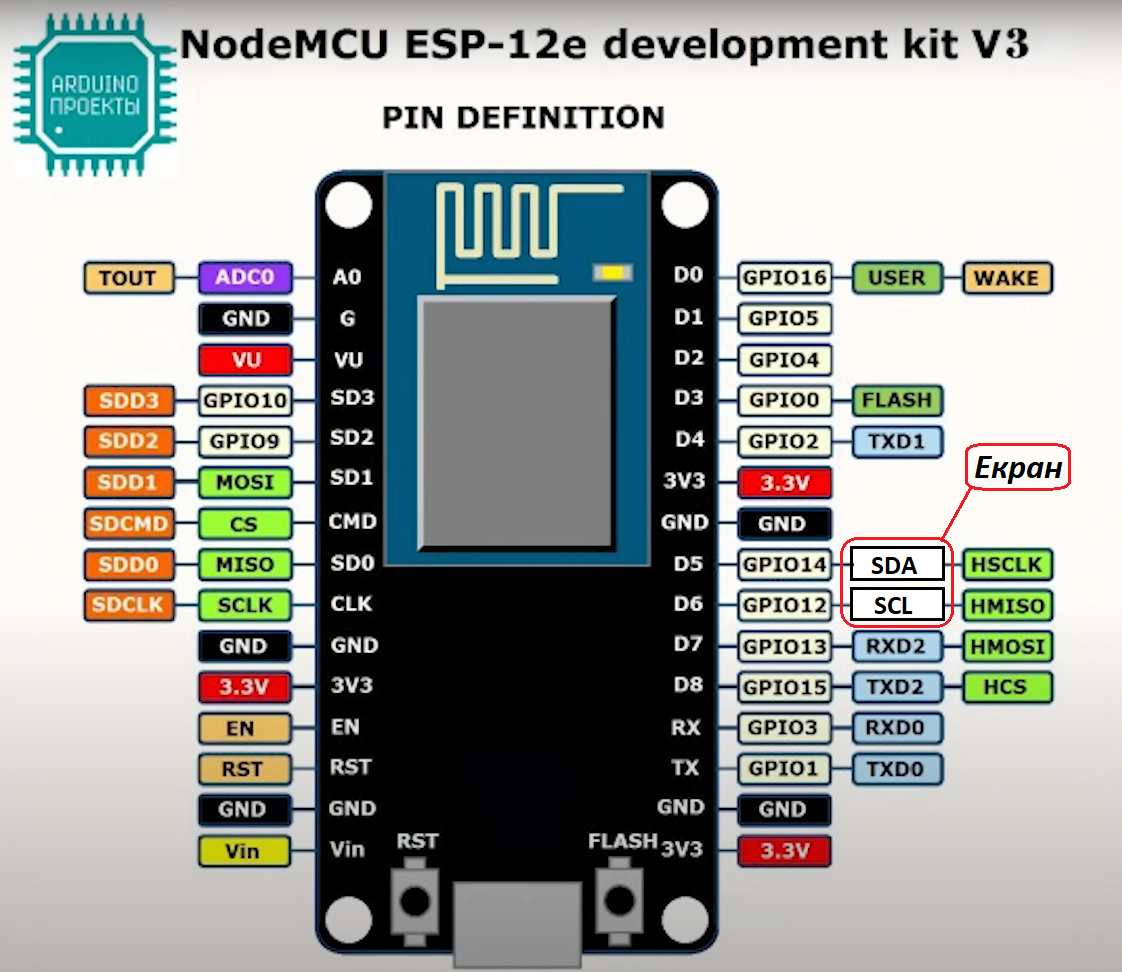 NodeMCU ESP-12e development kit V3
ARDUINO
ПРОЕКТЫ
PIN DEFINITION
TOUT ADC0 A0 D0 GPIO16 USER WAKE
GND G D1 GPIO5
VU VU D2 GPIO4
SDD3 GPIO10 SD3 D3 GPIO0 FLASH
SDD2 GPIO9 SD2 D4 GPIO2 TXD1
SDD1 MOSI SD1 3V3 3.3V
Екран
SDCMD CS CMD GND GND
SDD0 MISO SD0 D5 GPIO14 SDA HSCLK
SDCLK SCLK CLK D6 GPIO12 SCL HMISO
GND GND D7 GPIO13 RXD2 HMOSI
3.3V 3V3 D8 GPIO15 TXD2 HCS
EN EN RX GPIO3 RXD0
RST RST TX GPIO1 TXD0
GND GND GND GND
Vin Vin RST FLASH 3V3 3.3V